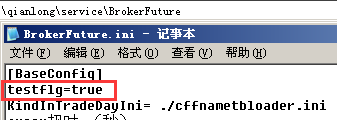 \qianlong\service\BrokerFuture
BrokerFuture.ini - 记事本
文件(F) 编辑(E) 格式(O) 查看(V) 帮助(H)
[BaseConfig]
testflg=true
KindInTradeDayIni= ./cffnametbloader.ini